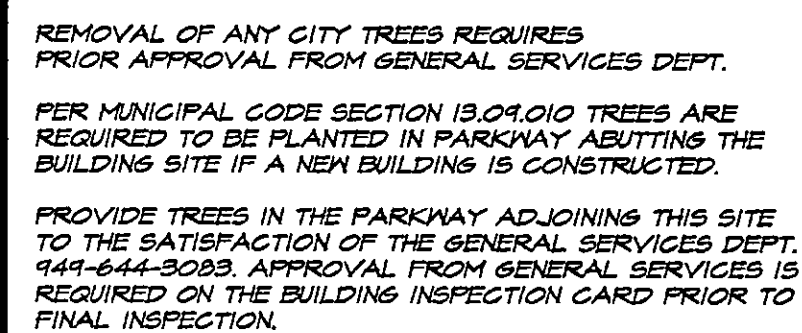 REMOVAL OF ANY CITY TREES REQUIRES
PRIOR APPROVAL FROM GENERAL SERVICES DEPT.
PER MUNICIPAL CODE SECTION 13.09.010 TREES ARE
REQUIRED TO BE PLANTED IN PARKWAY ABUTTING THE
BUILDING SITE IF A NEW BUILDING IS CONSTRUCTED.
PROVIDE TREES IN THE PARKWAY ADJOINING THIS SITE
TO THE SATISFACTION OF THE GENERAL SERVICES DEPT.
949-644-3083. APPROVAL FROM GENERAL SERVICES IS
REQUIRED ON THE BUILDING INSPECTION CARD PRIOR TO
FINAL INSPECTION.